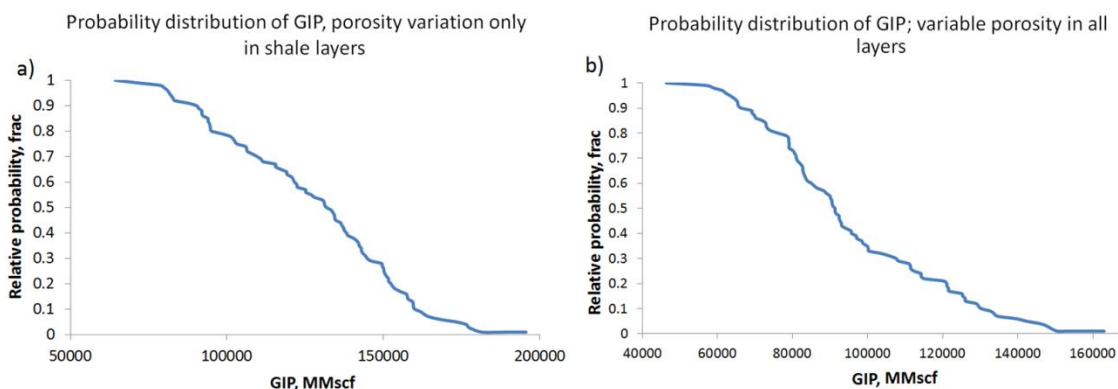 Probability distribution of GIP, porosity variation only
in shale layers
a)
Relative probability, frac
1
0.9
0.8
0.7
0.6
0.5
0.4
0.3
0.2
0.1
0
50000 100000 150000 200000
GIP, MMscf
Probability distribution of GIP; variable porosity in all
layers
b)
Relative probability, frac
1
0.9
0.8
0.7
0.6
0.5
0.4
0.3
0.2
0.1
0
40000 60000 80000 100000 120000 140000 160000
GIP, MMscf